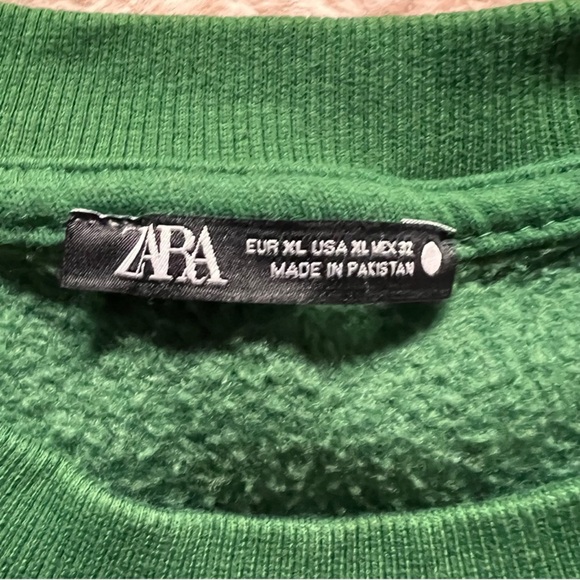 ZARA
EUR XL USA XL MEX 32
MADE IN PAKISTAN